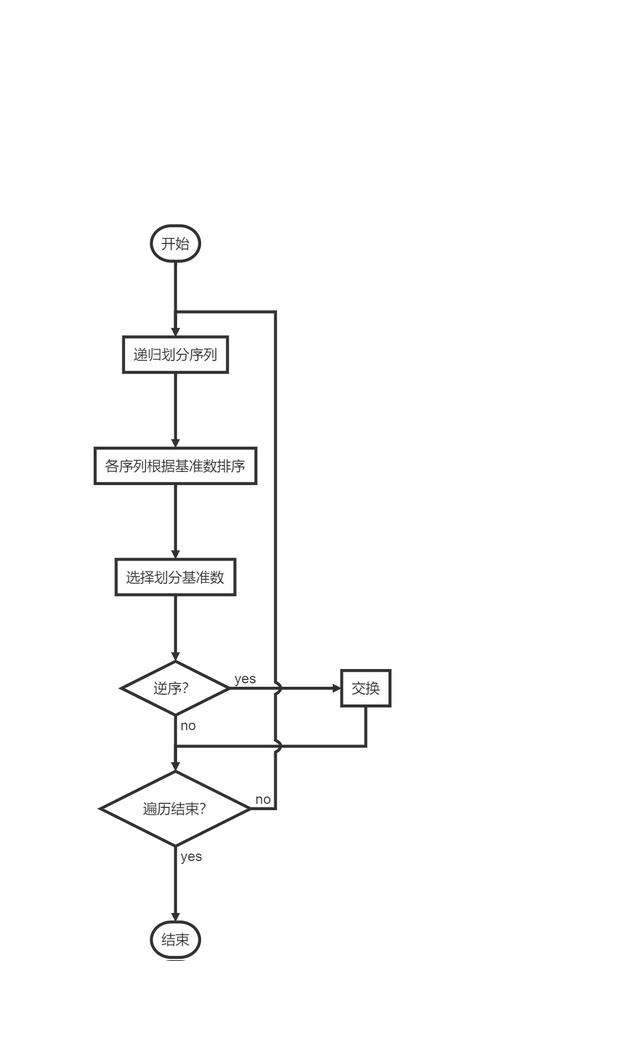 开始
递归划分序列
各序列根据基准数排序
选择划分基准数
逆序？
yes
交换
no
遍历结束？
no
yes
结束